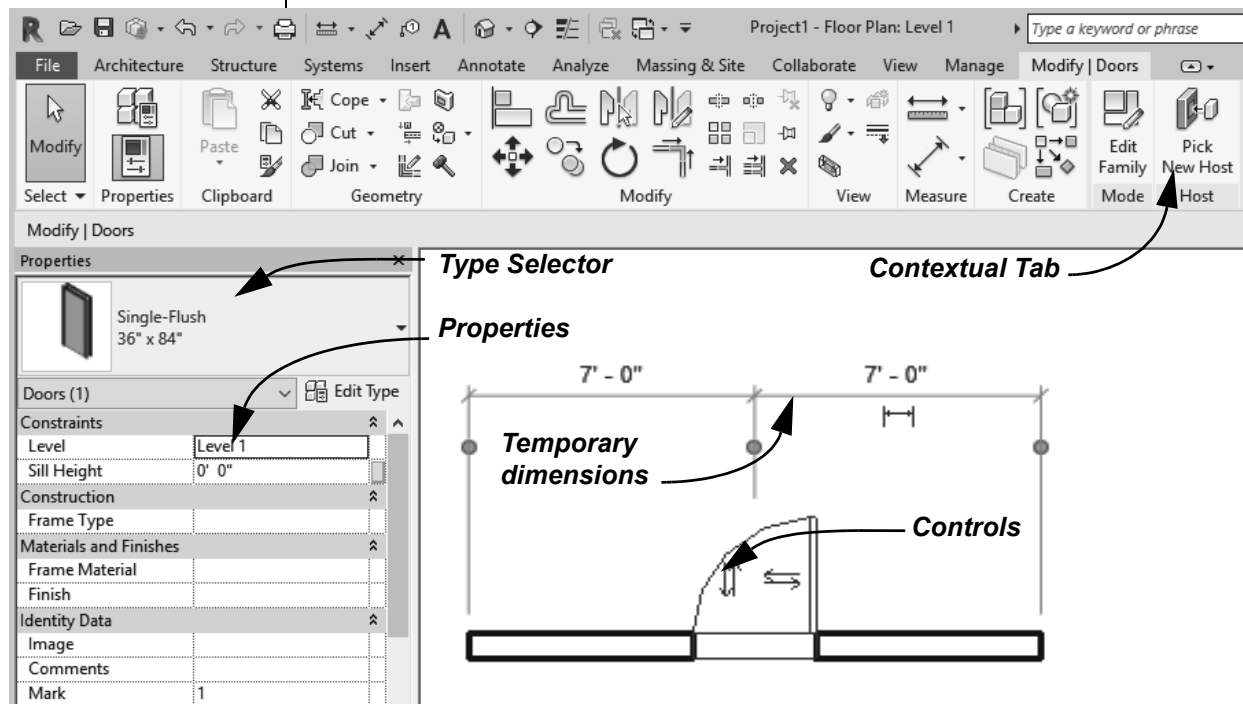 R A Project1 - Floor Plan: Level 1 Type a keyword or phrase
File Architecture Structure Systems Insert Annotate Analyze Massing & Site Collaborate View Manage Modify | Doors
Modify Paste Cope Cut Join Edit Family Pick New Host
Select Properties Clipboard Geometry Modify View Measure Create Mode Host
Modify | Doors
Properties
Type Selector
Contextual Tab
Single-Flush
36" x 84"
Properties
7' - 0" 7' - 0"
Doors (1) Edit Type
Constraints
Level Level 1
Sill Height 0' 0"
Temporary
dimensions
Construction
Frame Type
Controls
Materials and Finishes
Frame Material
Finish
Identity Data
Image
Comments
Mark 1